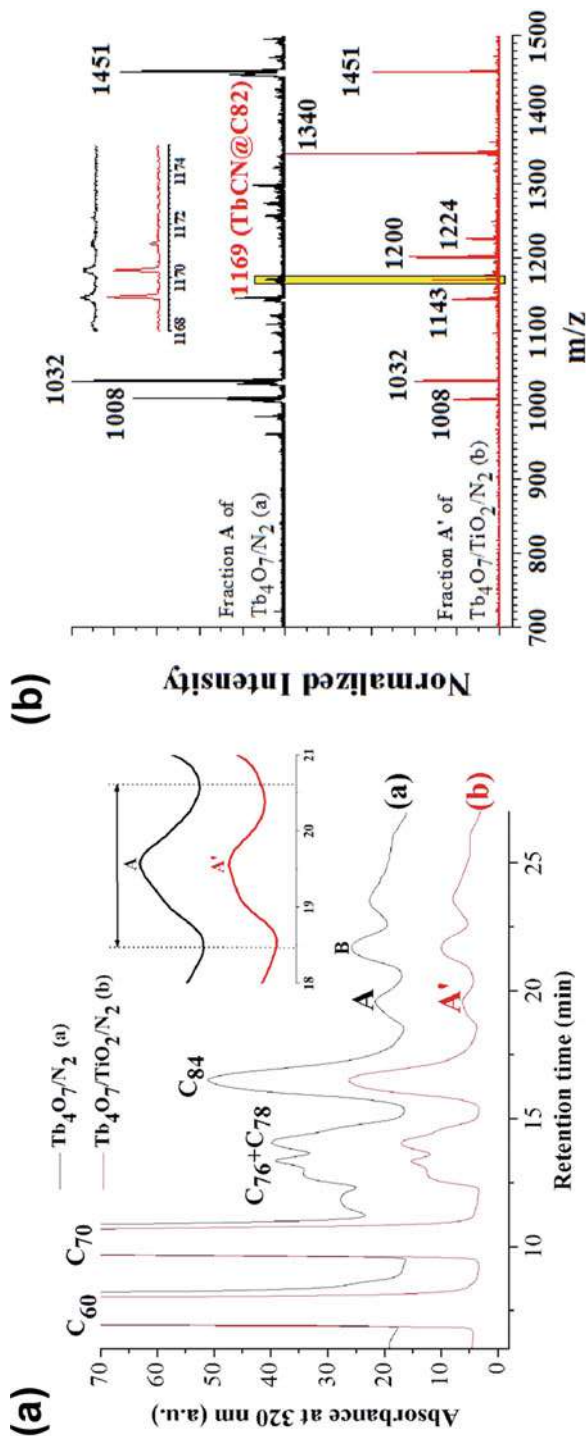 (a)
Tb4O7/N2 (a)
Tb4O7/TiO2/N2 (b)
C60
C70
C76+C78
C84
A
B
A'
(a)
(b)
A
A'
18 19 20 21
70
60
50
40
30
20
10
0
Absorbance at 320 nm (a.u.)
10 15 20 25
Retention time (min)
(b)
Normalized Intensity
Fraction A of
Tb4O7/N2 (a)
1008
1032
1451
1169 (TbCN@C82)
1168 1170 1172 1174
Fraction A' of
Tb4O7/TiO2/N2 (b)
1008
1032
1143
1200
1224
1340
1451
700 800 900 1000 1100 1200 1300 1400 1500
m/z